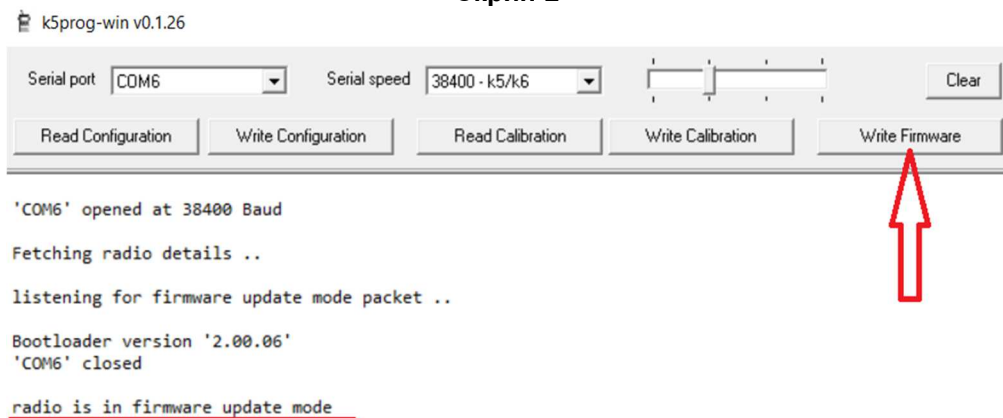 k5prog-win v0.1.26
Serial port COM6 Serial speed 38400 - k5/k6 Clear
Read Configuration Write Configuration Read Calibration Write Calibration Write Firmware
'COM6' opened at 38400 Baud
Fetching radio details ..
listening for firmware update mode packet ..
Bootloader version '2.00.06'
'COM6' closed
radio is in firmware update mode